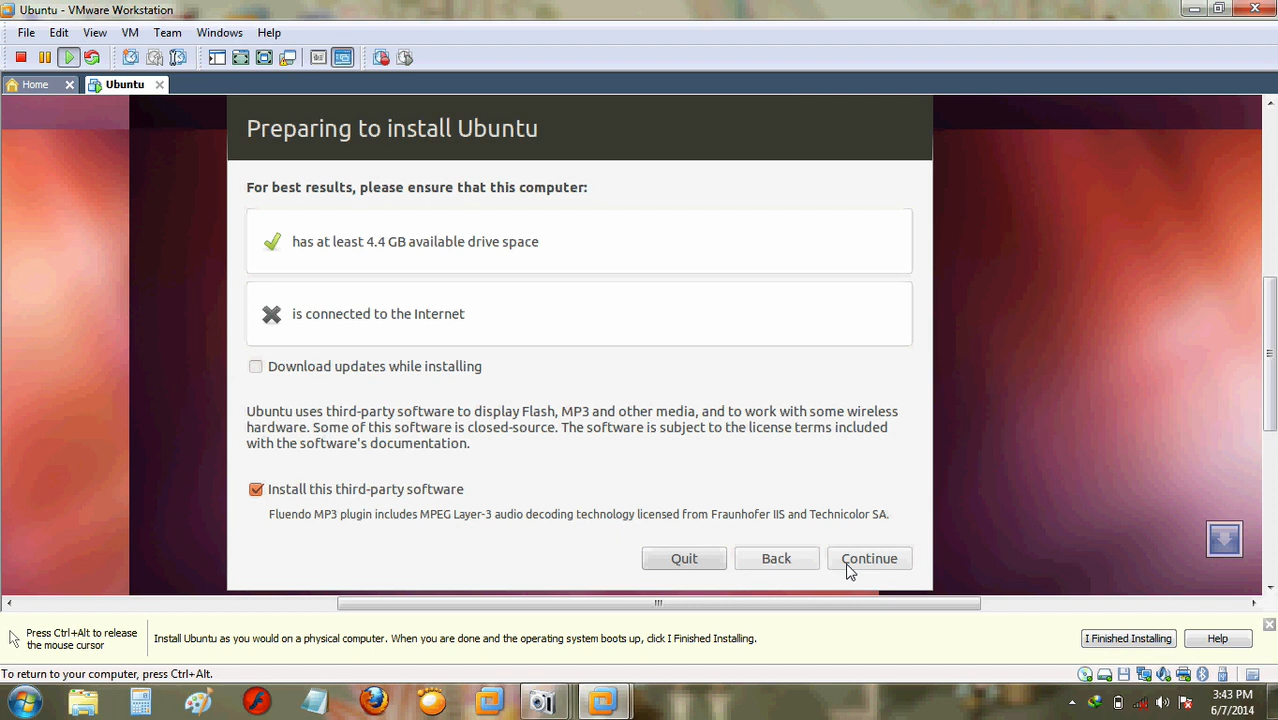 Ubuntu - VMware Workstation
File Edit View VM Team Windows Help
Home Ubuntu
Preparing to install Ubuntu
For best results, please ensure that this computer:
has at least 4.4 GB available drive space
is connected to the Internet
Download updates while installing
Ubuntu uses third-party software to display Flash, MP3 and other media, and to work with some wireless
hardware. Some of this software is closed-source. The software is subject to the license terms included
with the software's documentation.
Install this third-party software
Fluendo MP3 plugin includes MPEG Layer-3 audio decoding technology licensed from Fraunhofer IIS and Technicolor SA.
Quit Back Continue
Press Ctrl+Alt to release
the mouse cursor
Install Ubuntu as you would on a physical computer. When you are done and the operating system boots up, click I Finished Installing.
I Finished Installing Help
To return to your computer, press Ctrl+Alt.
3:43 PM
6/7/2014